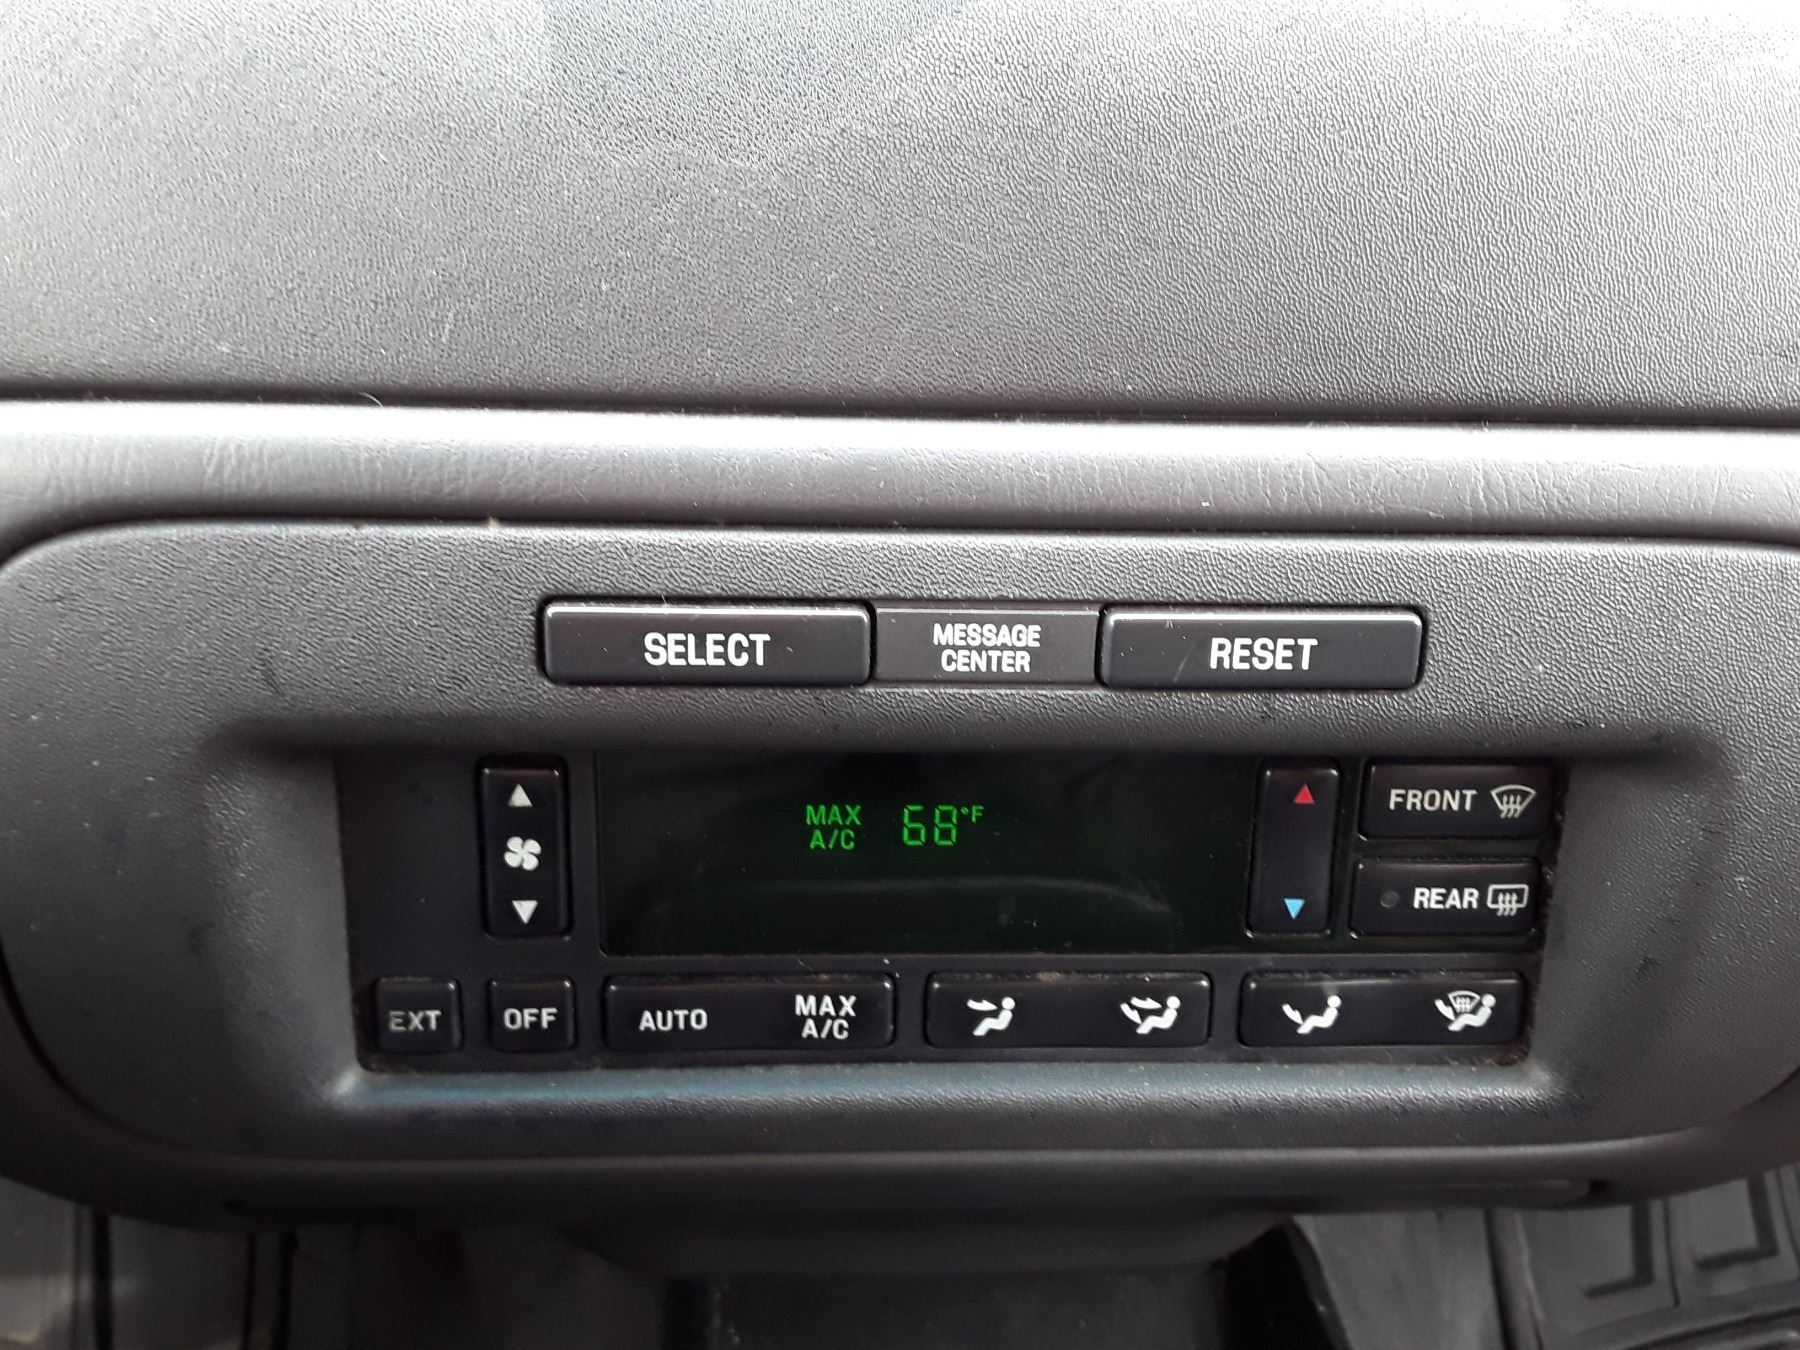 SELECT
MESSAGE
CENTER
RESET
MAX
A/C
68°F
FRONT
REAR
EXT
OFF
AUTO
MAX
A/C